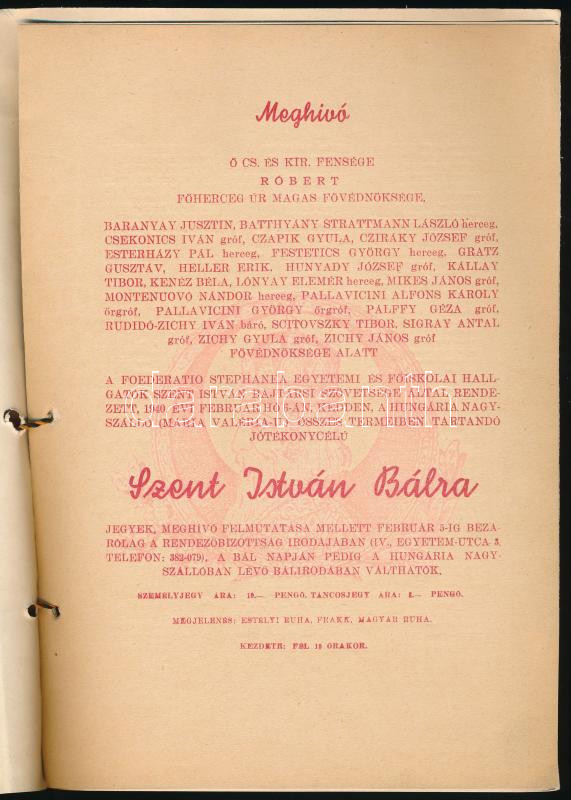 Meghivó
Ő CS. ÉS KIR. FENSÉGE
RÓBERT
FŐHERCEG ÚR MAGAS FŐVÉDNÖKSÉGE,
BARANYAY JUSZTIN, BATTHYÁNY STRATTMANN LÁSZLÓ herceg,
CSEKONICS IVÁN gróf, CZAPIK GYULA, CZIRÁKY JÓZSEF gróf,
ESTERHÁZY PÁL herceg, FESTETICS GYÖRGY herceg, GRATZ
GUSZTÁV, HELLER ERIK, HUNYADY JÓZSEF gróf, KÁLLAY
TIBOR, KENÉZ BÉLA, LÓNYAY ELEMÉR herceg, MIKES JÁNOS gróf,
MONTENUOVÓ NÁNDOR herceg, PALLAVICINI ALFONS KÁROLY
őrgróf, PALLAVICINI GYÖRGY őrgróf, PÁLFFY GÉZA gróf,
RUDIDÓ-ZICHY IVÁN báró, SCITOVSZKY TIBOR, SIGRAY ANTAL
gróf, ZICHY GYULA gróf, ZICHY JÁNOS gróf
FŐVÉDNÖKSÉGE ALATT
A FOEDERATIO STEPHANEA EGYETEMI ÉS FŐISKOLAI HALL-
GATÓK SZENT ISTVÁN BAJTÁRSI SZÖVETSÉGE ÁLTAL RENDE-
ZETT, 1940 ÉVI FEBRUÁR HÓ 6-ÁN, KEDDEN, A HUNGÁRIA NAGY-
SZÁLLÓ (MÁRIA VALÉRIA-U.) ÖSSZES TERMEIBEN TARTANDÓ
JÓTÉKONYCÉLÚ
Szent István Bálra
JEGYEK, MEGHIVÓ FELMUTATÁSA MELLETT FEBRUÁR 5-IG BEZÁ-
RÓLAG A RENDEZŐBIZOTTSÁG IRODÁJÁBAN (IV., EGYETEM-UTCA 3.
TELEFON: 382-079), A BÁL NAPJÁN PEDIG A HUNGÁRIA NAGY-
SZÁLLÓBAN LÉVŐ BÁLIRODÁBAN VÁLTHATÓK.
SZEMÉLYJEGY ÁRA: 10.— PENGŐ, TÁNCOSJEGY ÁRA: 8.— PENGŐ.
MEGJELENÉS: ESTÉLYI RUHA, FRAKK, MAGYAR RUHA.
KEZDETE: FÉL 10 ÓRAKOR.